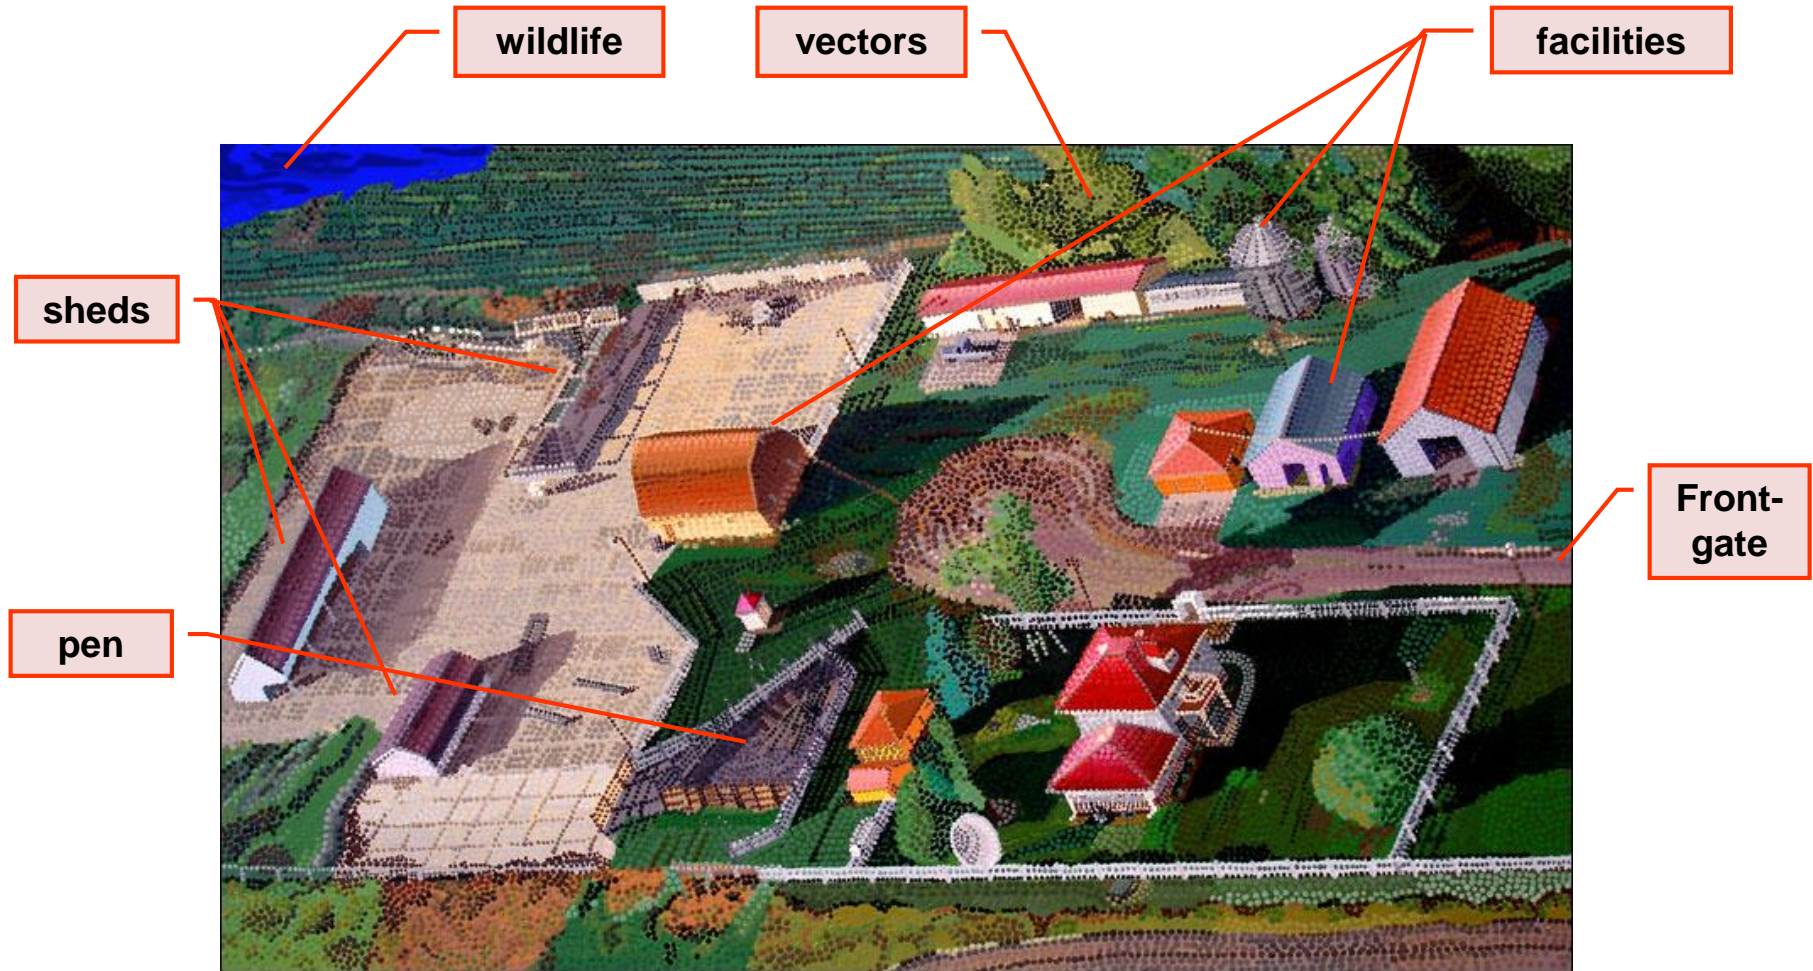 wildlife
vectors
facilities
sheds
Front-
gate
pen